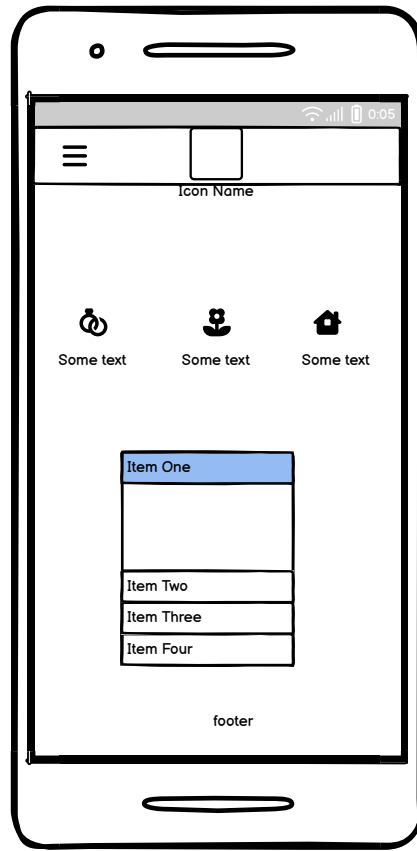 0:05
Icon Name
Some text Some text Some text
Item One
Item Two
Item Three
Item Four
footer